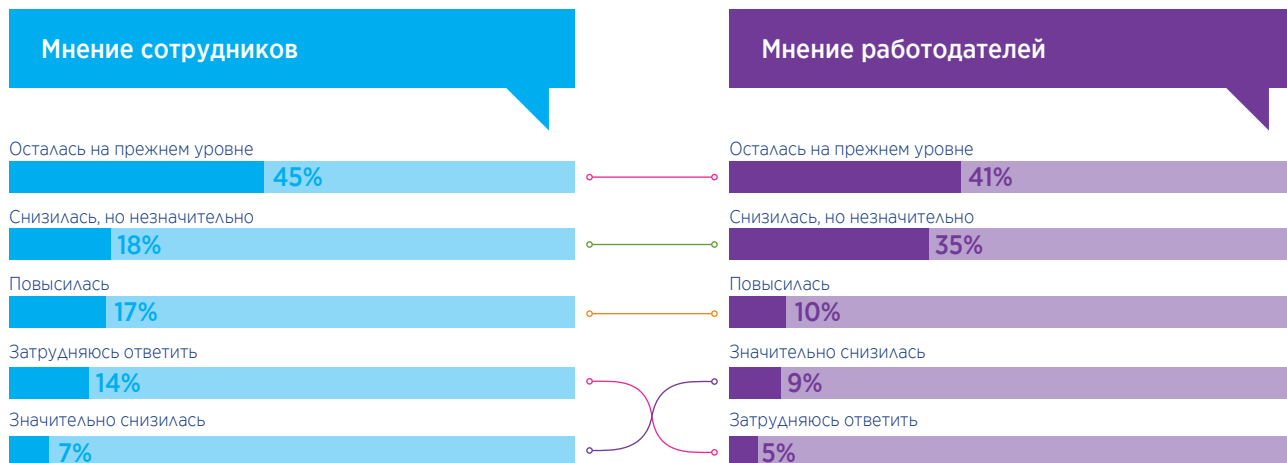 Мнение сотрудников
Осталась на прежнем уровне
45%
Снизилась, но незначительно
18%
Повысилась
17%
Затрудняюсь ответить
14%
Значительно снизилась
7%
Мнение работодателей
Осталась на прежнем уровне
41%
Снизилась, но незначительно
35%
Повысилась
10%
Значительно снизилась
9%
Затрудняюсь ответить
5%